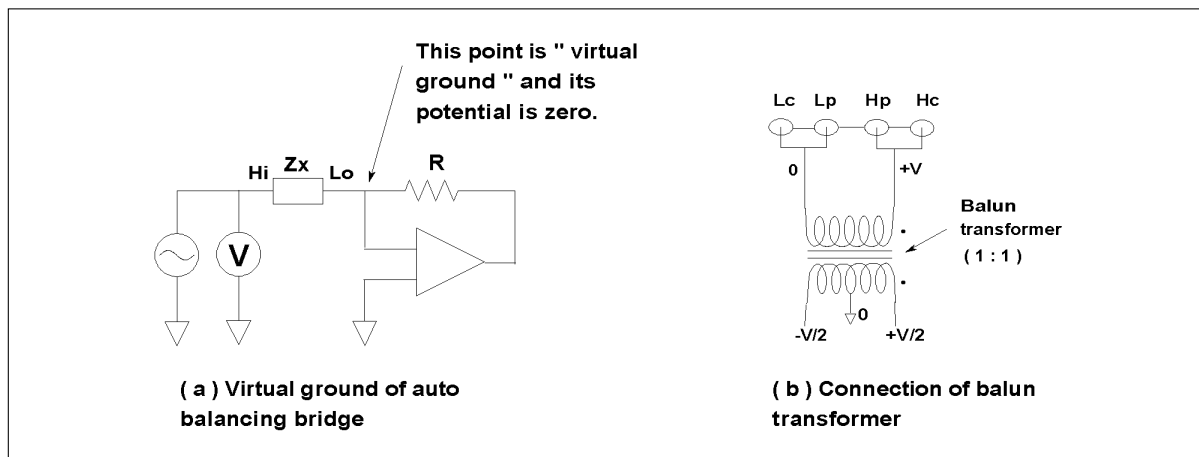 This point is " virtual
ground " and its
potential is zero.
Hi
Zx
Lo
R
V
( a ) Virtual ground of auto
balancing bridge
Lc
Lp
Hp
Hc
0
+V
Balun
transformer
( 1 : 1 )
0
-V/2
+V/2
( b ) Connection of balun
transformer